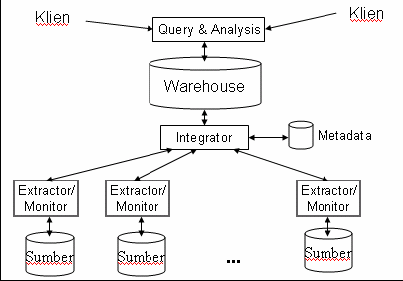 Klien
Klien
Query & Analysis
Warehouse
Integrator
Metadata
Extractor/
Monitor
Extractor/
Monitor
Extractor/
Monitor
Sumber
Sumber
...
Sumber